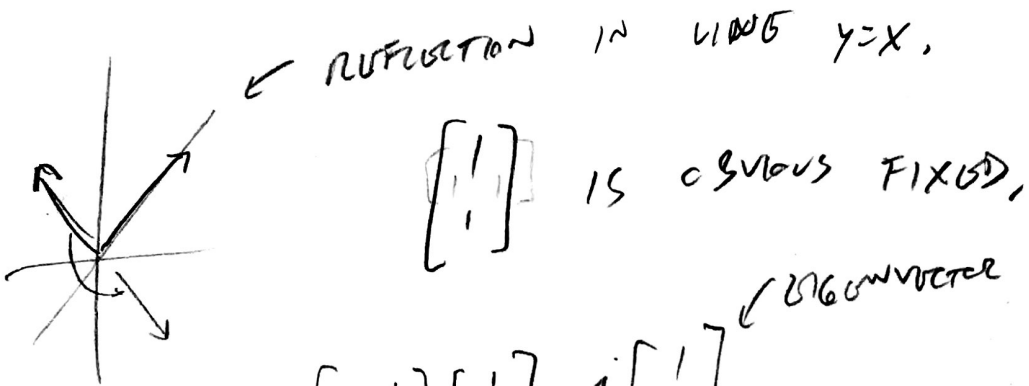 REFLECTION IN LINE y=x.
[1 1] IS OBVIOUS FIXED,
EIGENVECTOR